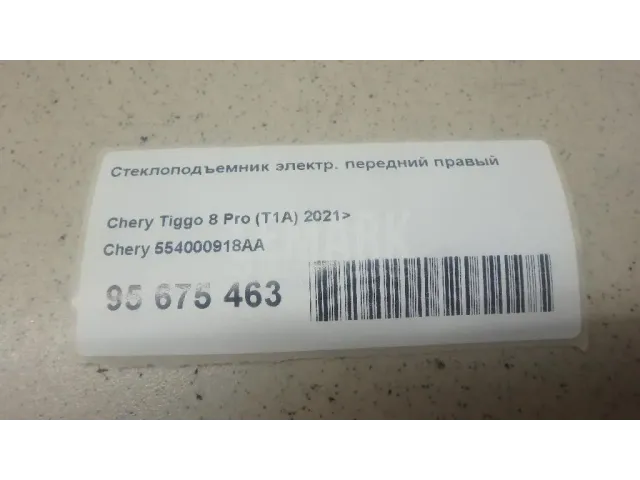 Стеклоподъемник электр. передний правый
Chery Tiggo 8 Pro (T1A) 2021>
Chery 554000918AA
95 675 463